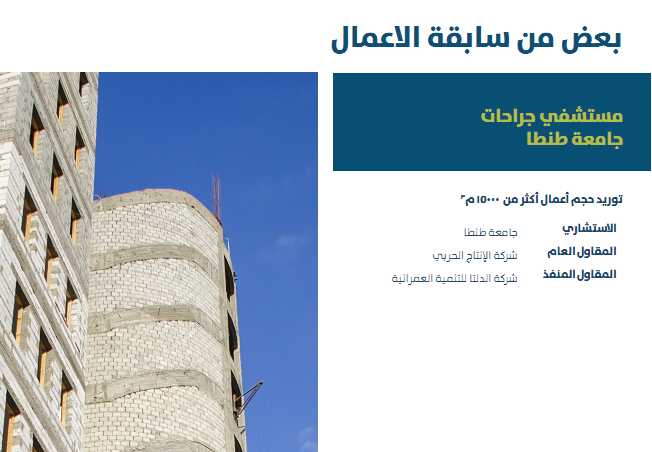 بعض من سابقة الاعمال
مستشفي جراحات
جامعة طنطا
توريد حجم أعمال أكثر من ١٥٠٠٠ م٣
الاستشاري جامعة طنطا
المقاول العام شركة الإنتاج الحربي
المقاول المنفذ شركة الدلتا للتنمية العمرانية